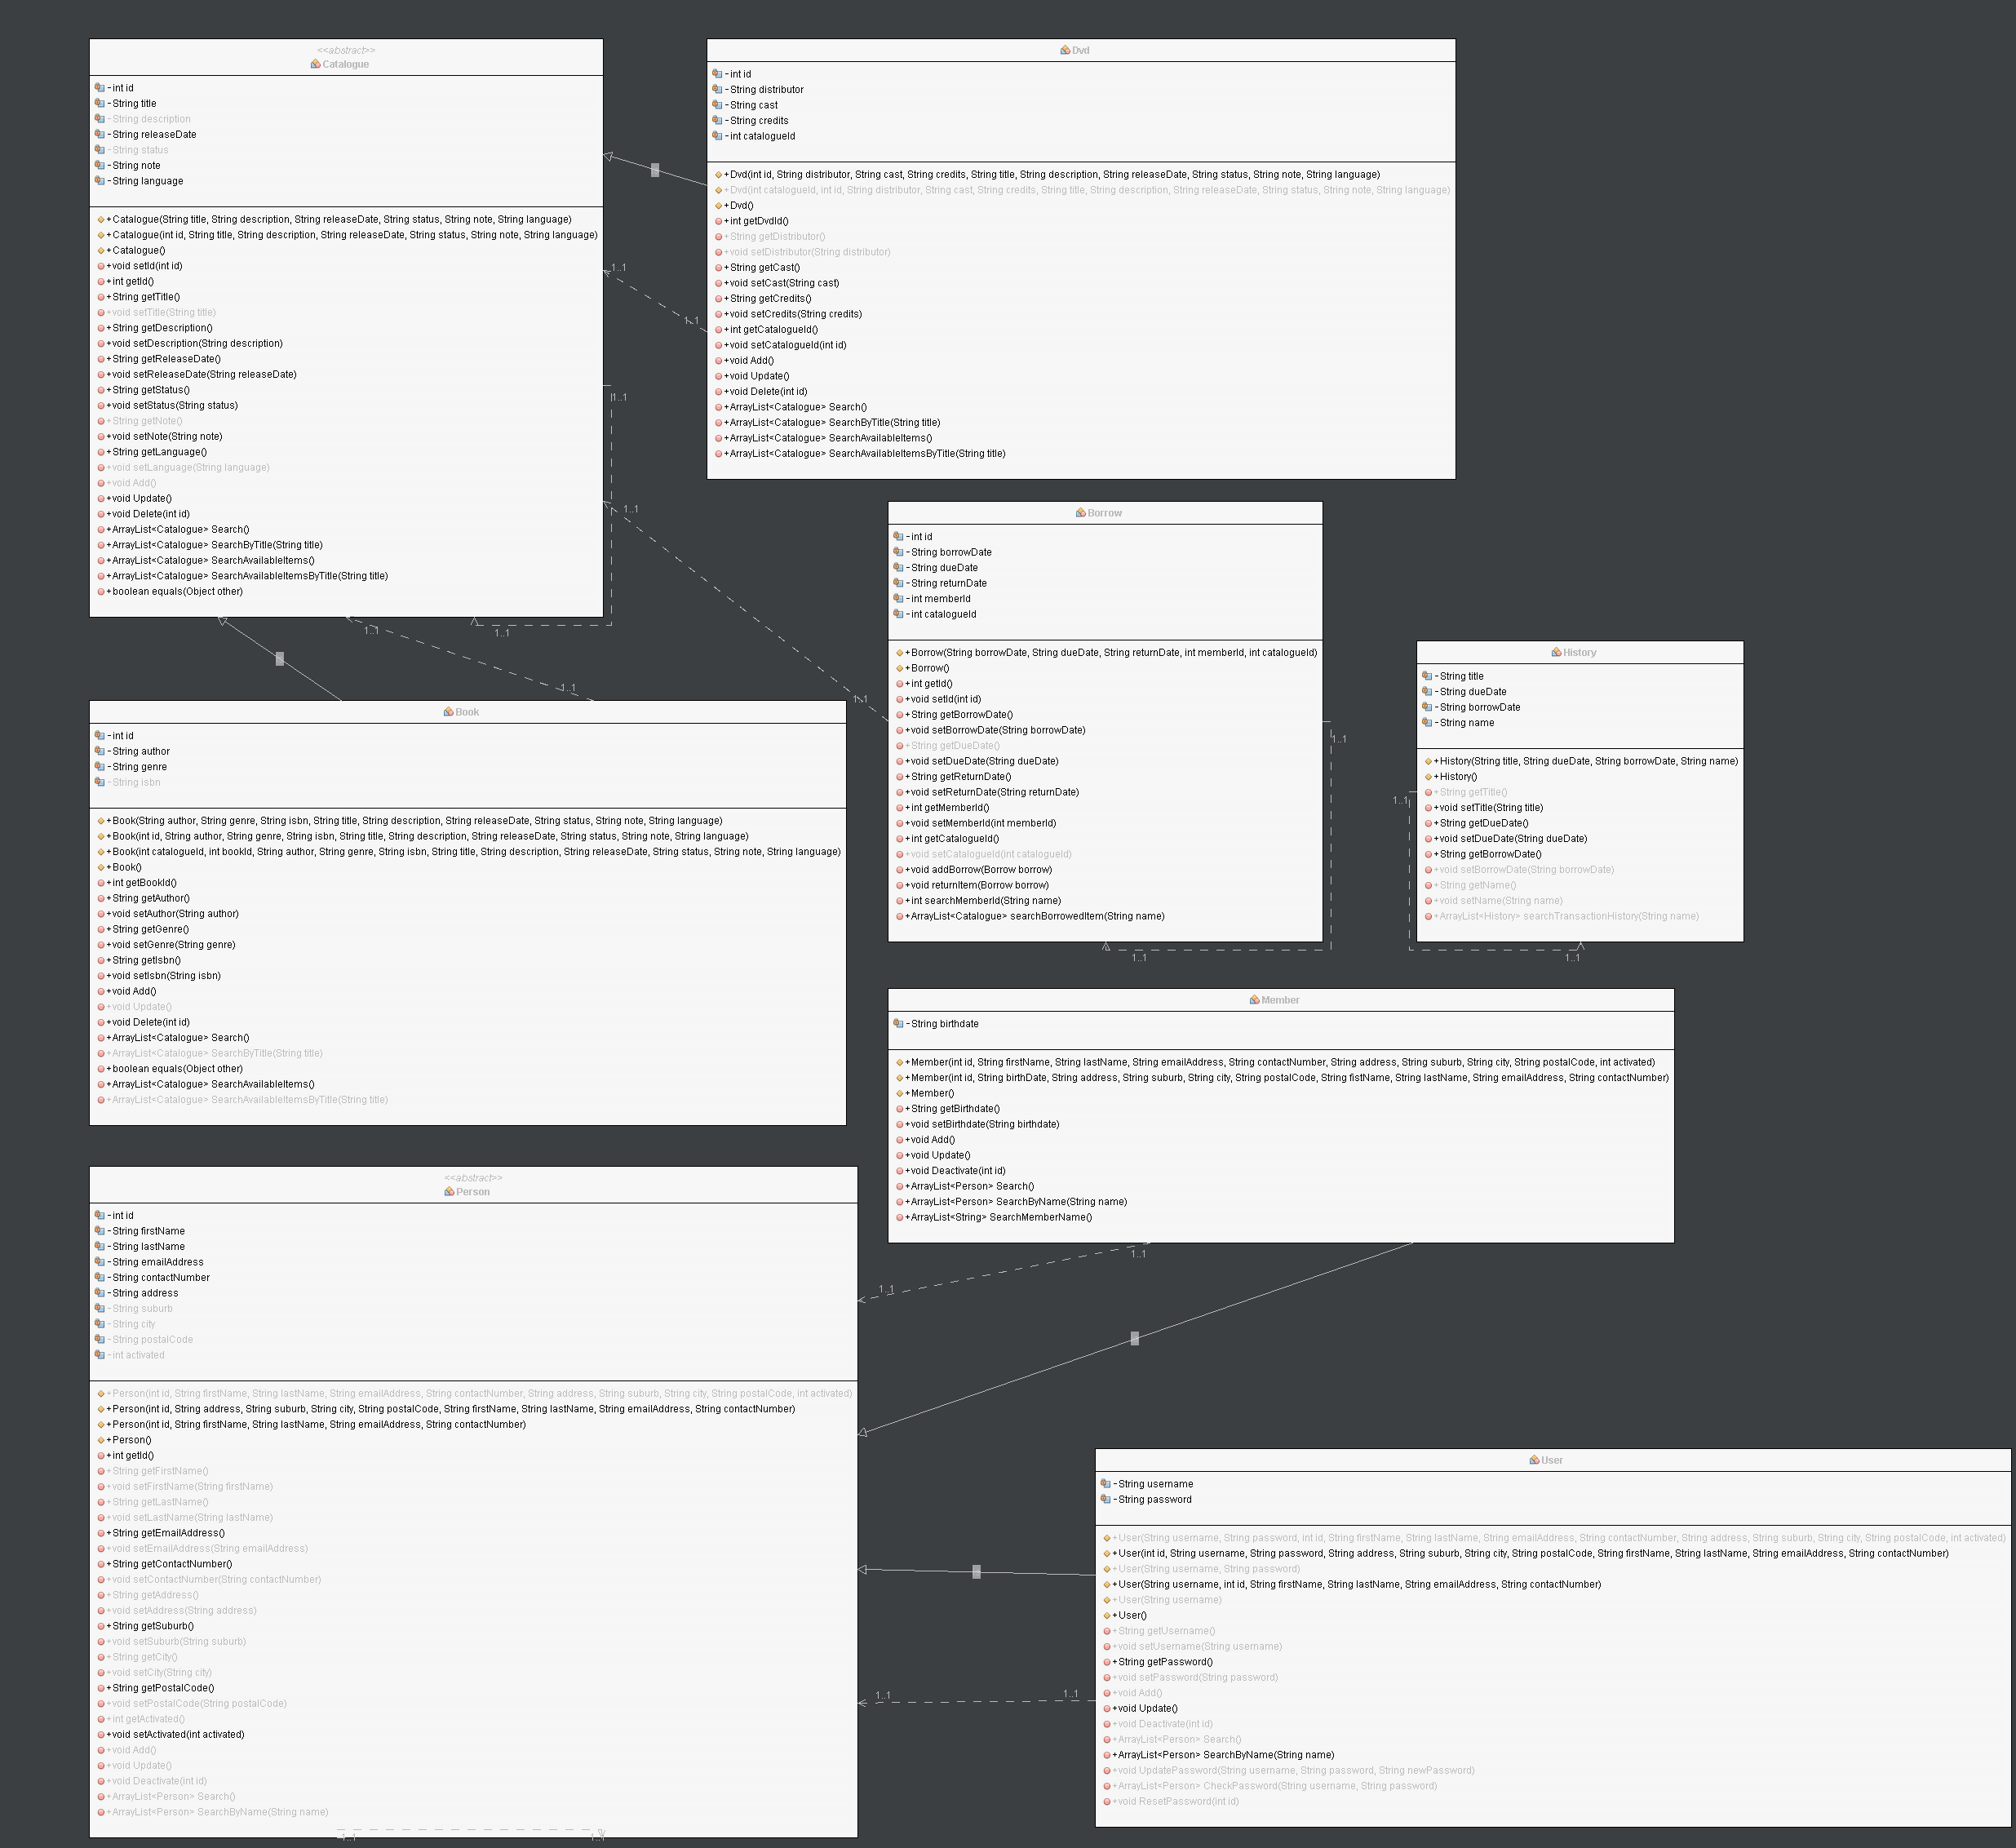 <<abstract>>
Catalogue
-int id
-String title
-String description
-String releaseDate
-String status
-String note
-String language
+Catalogue(String title, String description, String releaseDate, String status, String note, String language)
+Catalogue(int id, String title, String description, String releaseDate, String status, String note, String language)
+Catalogue()
+void setId(int id)
+int getId()
+String getTitle()
+void setTitle(String title)
+String getDescription()
+void setDescription(String description)
+String getReleaseDate()
+void setReleaseDate(String releaseDate)
+String getStatus()
+void setStatus(String status)
+String getNote()
+void setNote(String note)
+String getLanguage()
+void setLanguage(String language)
+void Add()
+void Update()
+void Delete(int id)
+ArrayList<Catalogue> Search()
+ArrayList<Catalogue> SearchByTitle(String title)
+ArrayList<Catalogue> SearchAvailableItems()
+ArrayList<Catalogue> SearchAvailableItemsByTitle(String title)
+boolean equals(Object other)
Dvd
-int id
-String distributor
-String cast
-String credits
-int catalogueId
+Dvd(int id, String distributor, String cast, String credits, String title, String description, String releaseDate, String status, String note, String language)
+Dvd(int catalogueId, int id, String distributor, String cast, String credits, String title, String description, String releaseDate, String status, String note, String language)
+Dvd()
+int getDvdId()
+String getDistributor()
+void setDistributor(String distributor)
+String getCast()
+void setCast(String cast)
+String getCredits()
+void setCredits(String credits)
+int getCatalogueId()
+void setCatalogueId(int id)
+void Add()
+void Update()
+void Delete(int id)
+ArrayList<Catalogue> Search()
+ArrayList<Catalogue> SearchByTitle(String title)
+ArrayList<Catalogue> SearchAvailableItems()
+ArrayList<Catalogue> SearchAvailableItemsByTitle(String title)
1..1
1..1
1..1
1..1
1..1
1..1
1..1
1..1
Borrow
-int id
-String borrowDate
-String dueDate
-String returnDate
-int memberId
-int catalogueId
+Borrow(String borrowDate, String dueDate, String returnDate, int memberId, int catalogueId)
+Borrow()
+int getId()
+void setId(int id)
+String getBorrowDate()
+void setBorrowDate(String borrowDate)
+String getDueDate()
+void setDueDate(String dueDate)
+String getReturnDate()
+void setReturnDate(String returnDate)
+int getMemberId()
+void setMemberId(int memberId)
+int getCatalogueId()
+void setCatalogueId(int catalogueId)
+void addBorrow(Borrow borrow)
+void returnItem(Borrow borrow)
+int searchMemberId(String name)
+ArrayList<Catalogue> searchBorrowedItem(String name)
1..1
1..1
History
-String title
-String dueDate
-String borrowDate
-String name
+History(String title, String dueDate, String borrowDate, String name)
+History()
+String getTitle()
+void setTitle(String title)
+String getDueDate()
+void setDueDate(String dueDate)
+String getBorrowDate()
+void setBorrowDate(String borrowDate)
+String getName()
+void setName(String name)
+ArrayList<History> searchTransactionHistory(String name)
1..1
1..1
Book
-int id
-String author
-String genre
-String isbn
+Book(String author, String genre, String isbn, String title, String description, String releaseDate, String status, String note, String language)
+Book(int id, String author, String genre, String isbn, String title, String description, String releaseDate, String status, String note, String language)
+Book(int catalogueId, int bookId, String author, String genre, String isbn, String title, String description, String releaseDate, String status, String note, String language)
+Book()
+int getBookId()
+String getAuthor()
+void setAuthor(String author)
+String getGenre()
+void setGenre(String genre)
+String getIsbn()
+void setIsbn(String isbn)
+void Add()
+void Update()
+void Delete(int id)
+ArrayList<Catalogue> Search()
+ArrayList<Catalogue> SearchByTitle(String title)
+boolean equals(Object other)
+ArrayList<Catalogue> SearchAvailableItems()
+ArrayList<Catalogue> SearchAvailableItemsByTitle(String title)
Member
-String birthdate
+Member(int id, String firstName, String lastName, String emailAddress, String contactNumber, String address, String suburb, String city, String postalCode, int activated)
+Member(int id, String birthDate, String address, String suburb, String city, String postalCode, String fistName, String lastName, String emailAddress, String contactNumber)
+Member()
+String getBirthdate()
+void setBirthdate(String birthdate)
+void Add()
+void Update()
+void Deactivate(int id)
+ArrayList<Person> Search()
+ArrayList<Person> SearchByName(String name)
+ArrayList<String> SearchMemberName()
1..1
1..1
<<abstract>>
Person
-int id
-String firstName
-String lastName
-String emailAddress
-String contactNumber
-String address
-String suburb
-String city
-String postalCode
-int activated
+Person(int id, String firstName, String lastName, String emailAddress, String contactNumber, String address, String suburb, String city, String postalCode, int activated)
+Person(int id, String address, String suburb, String city, String postalCode, String firstName, String lastName, String emailAddress, String contactNumber)
+Person(int id, String firstName, String lastName, String emailAddress, String contactNumber)
+Person()
+int getId()
+String getFirstName()
+void setFirstName(String firstName)
+String getLastName()
+void setLastName(String lastName)
+String getEmailAddress()
+void setEmailAddress(String emailAddress)
+String getContactNumber()
+void setContactNumber(String contactNumber)
+String getAddress()
+void setAddress(String address)
+String getSuburb()
+void setSuburb(String suburb)
+String getCity()
+void setCity(String city)
+String getPostalCode()
+void setPostalCode(String postalCode)
+int getActivated()
+void setActivated(int activated)
+void Add()
+void Update()
+void Deactivate(int id)
+ArrayList<Person> Search()
+ArrayList<Person> SearchByName(String name)
1..1
1..1
User
-String username
-String password
+User(String username, String password, int id, String firstName, String lastName, String emailAddress, String contactNumber, String address, String suburb, String city, String postalCode, int activated)
+User(int id, String username, String password, String address, String suburb, String city, String postalCode, String firstName, String lastName, String emailAddress, String contactNumber)
+User(String username, String password)
+User(String username, int id, String firstName, String lastName, String emailAddress, String contactNumber)
+User(String username)
+User()
+String getUsername()
+void setUsername(String username)
+String getPassword()
+void setPassword(String password)
+void Add()
+void Update()
+void Deactivate(int id)
+ArrayList<Person> Search()
+ArrayList<Person> SearchByName(String name)
+void UpdatePassword(String username, String password, String newPassword)
+ArrayList<Person> CheckPassword(String username, String password)
+void ResetPassword(int id)
1..1
1..1